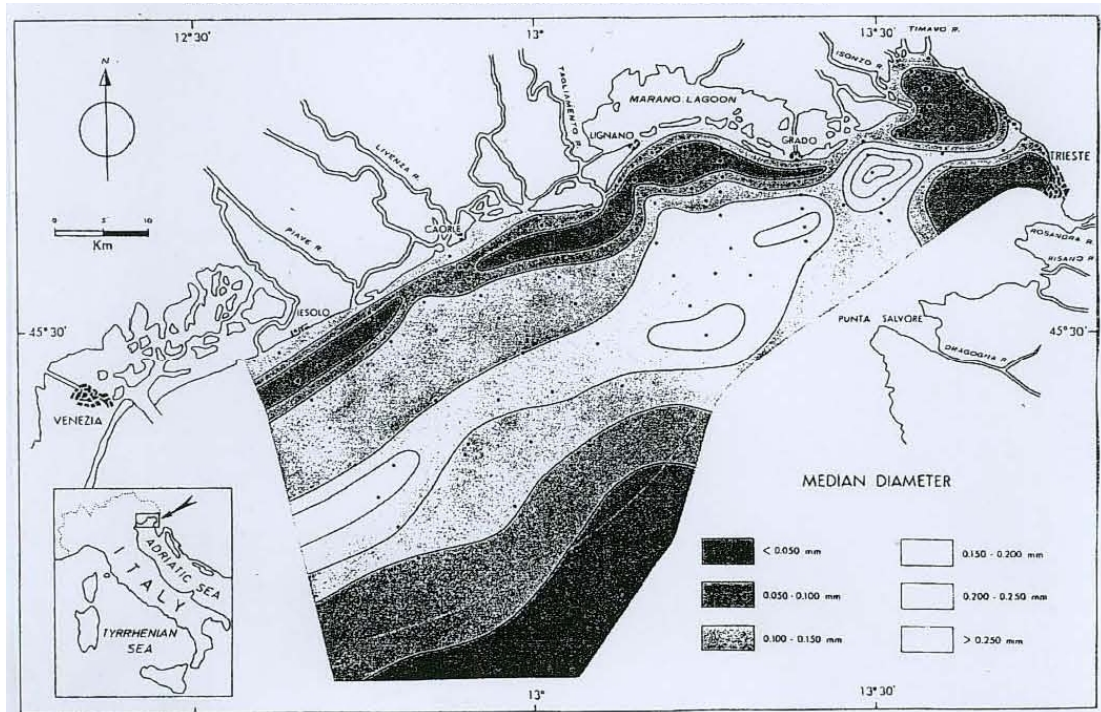 12° 30'
13°
13° 30'
TIMAVO R.
ISONZO R.
N
TAGLIAMENTO R.
MARANO LAGOON
LIGNANO
GRADO
TRIESTE
LIVENZA R.
CAORLE
ROSANDRA R.
RISANO R.
0 5 10
Km
PIAVE R.
IESOLO
45° 30'
PUNTA SALVORE
45° 30'
DRAGOGNA R.
VENEZIA
MEDIAN DIAMETER
< 0.050 mm
0.150 - 0.200 mm
0.050 - 0.100 mm
0.200 - 0.250 mm
0.100 - 0.150 mm
> 0.250 mm
ADRIATIC SEA
ITALY
TYRRHENIAN
SEA
13°
13° 30'